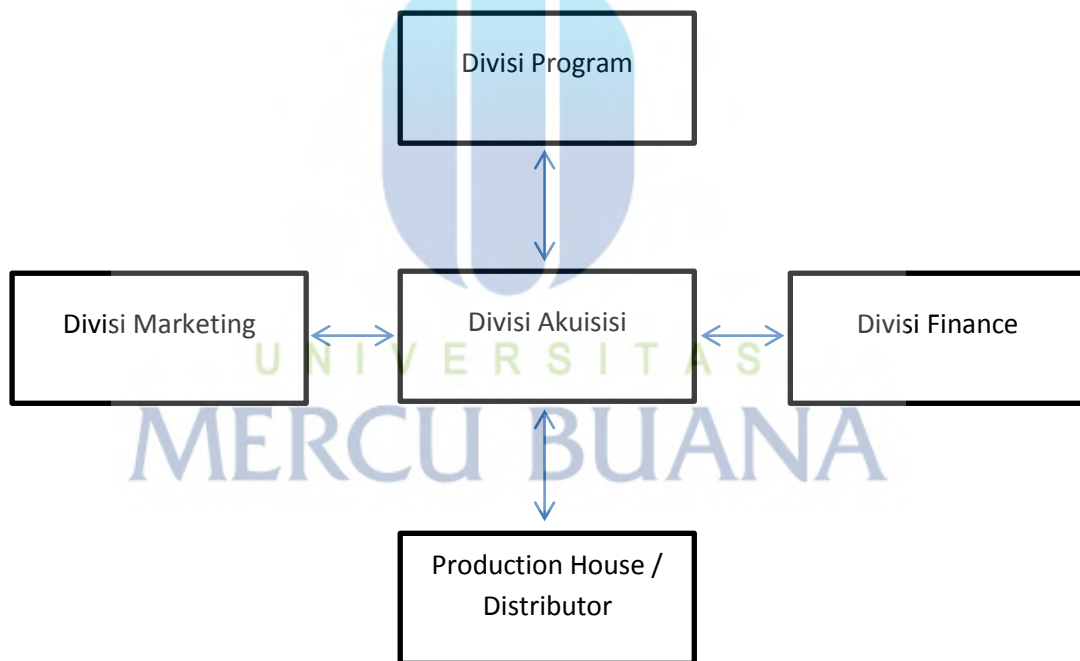 Divisi Program
Divisi Marketing
Divisi Akuisisi
Divisi Finance
UNIVERSITAS
MERCU BUANA
Production House /
Distributor